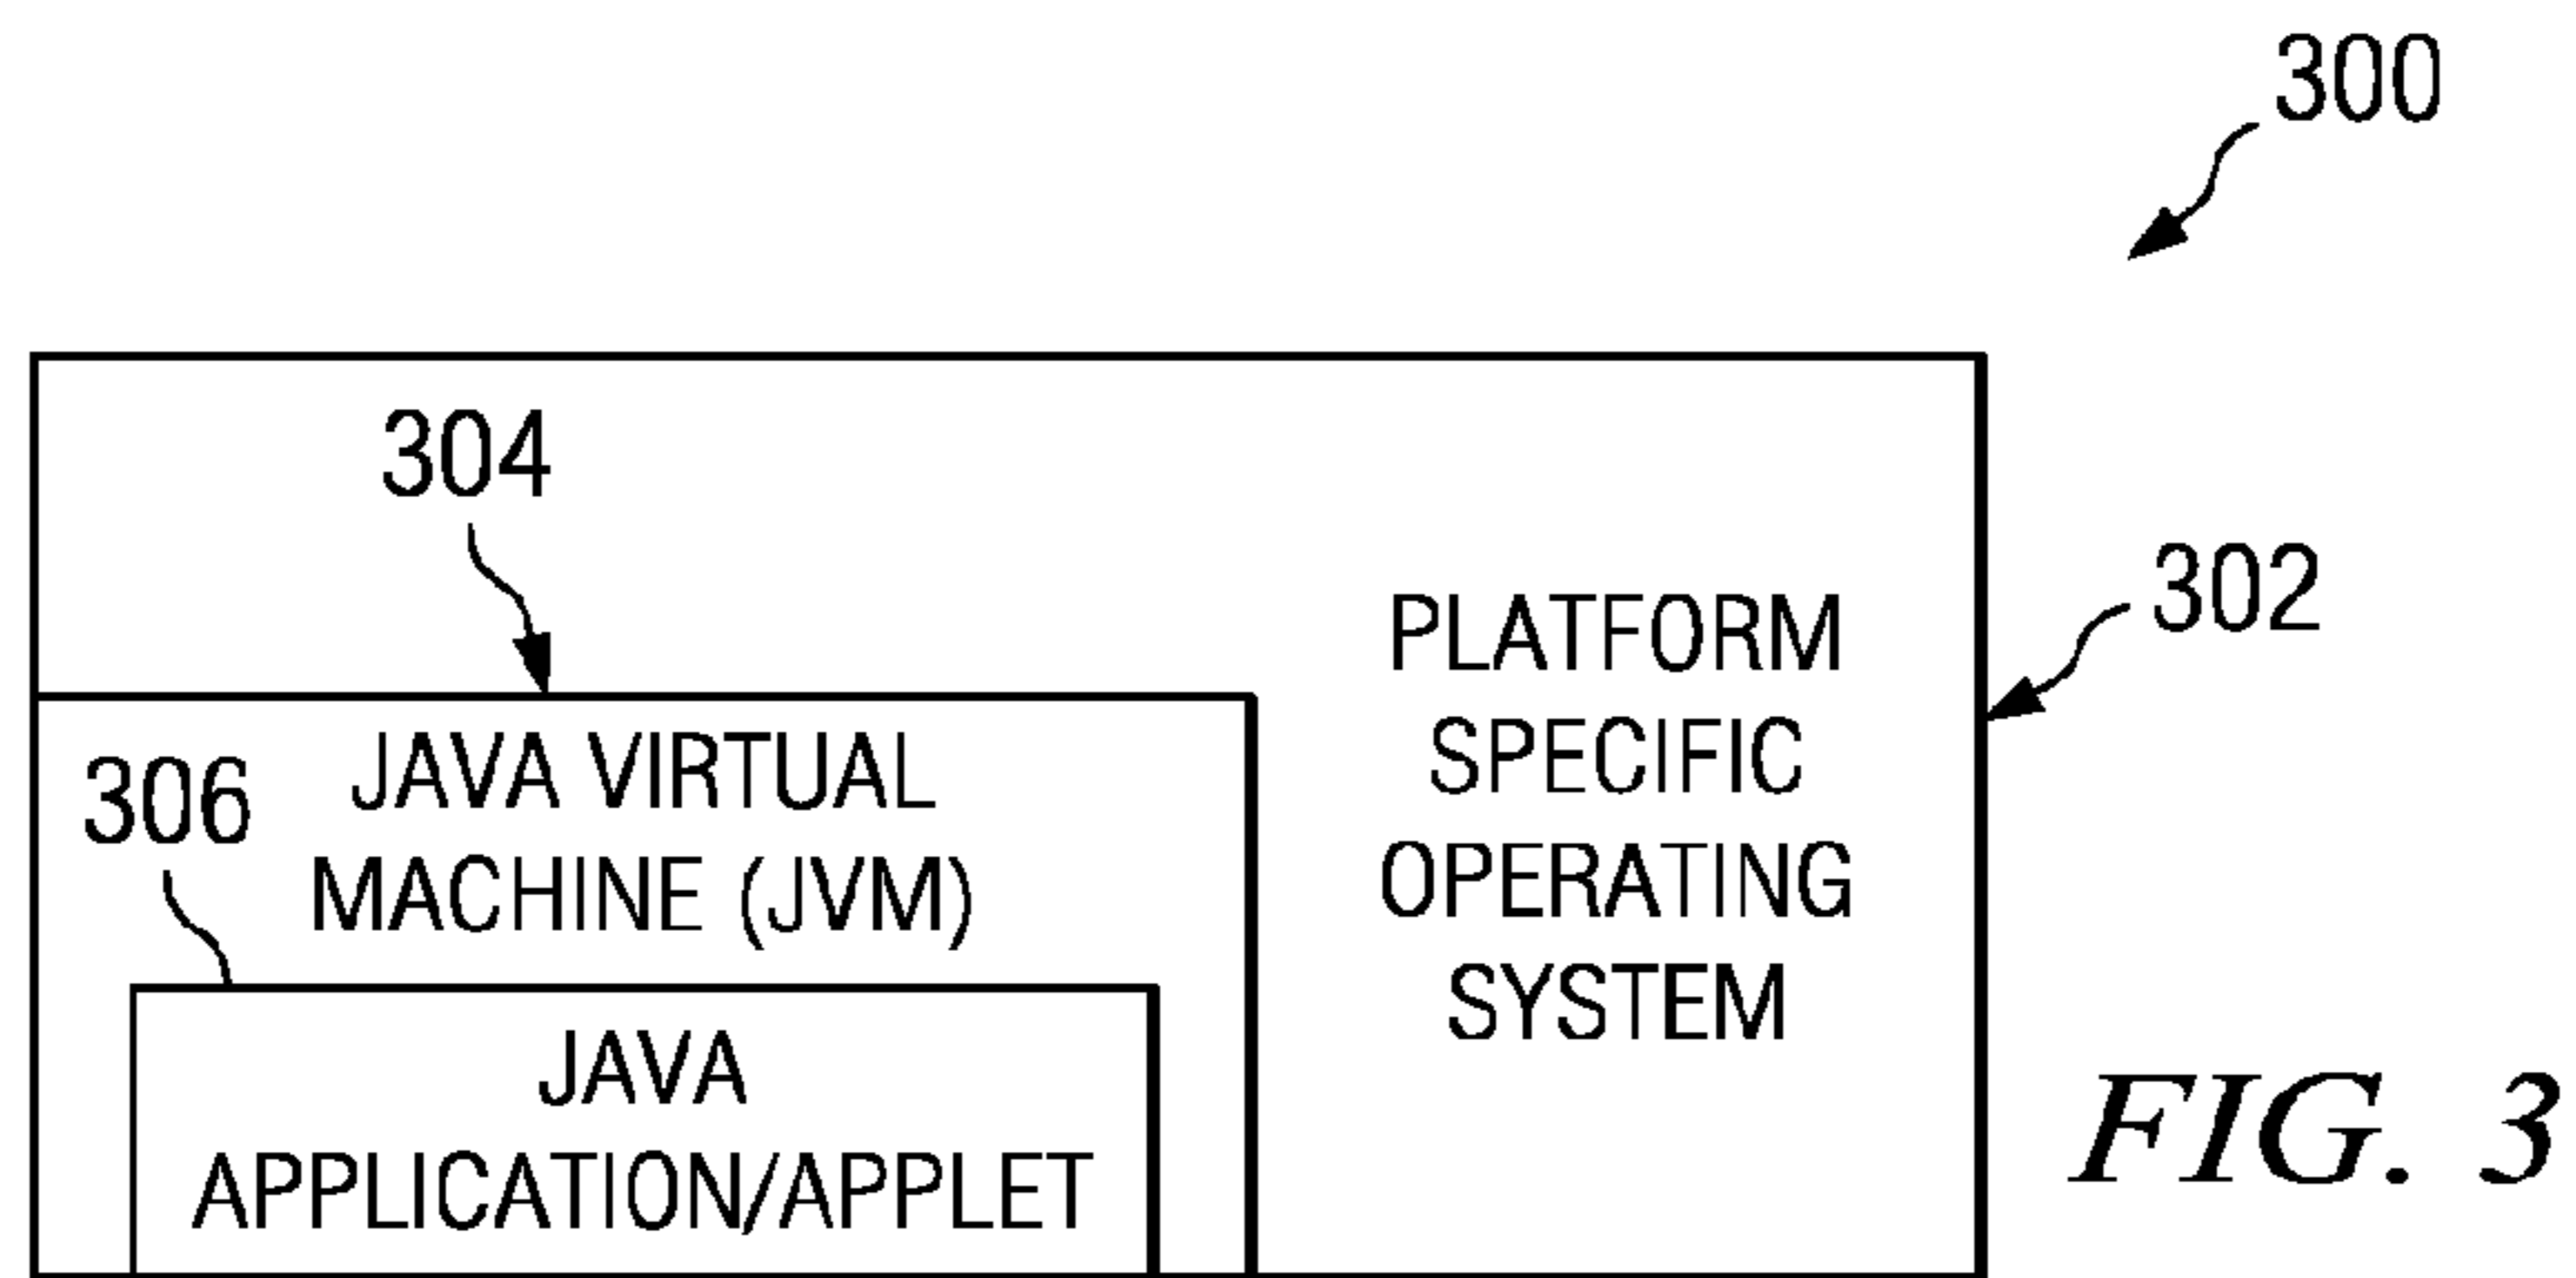 300
304
302
PLATFORM
SPECIFIC
OPERATING
SYSTEM
306
JAVA VIRTUAL
MACHINE (JVM)
JAVA
APPLICATION/APPLET
FIG. 3